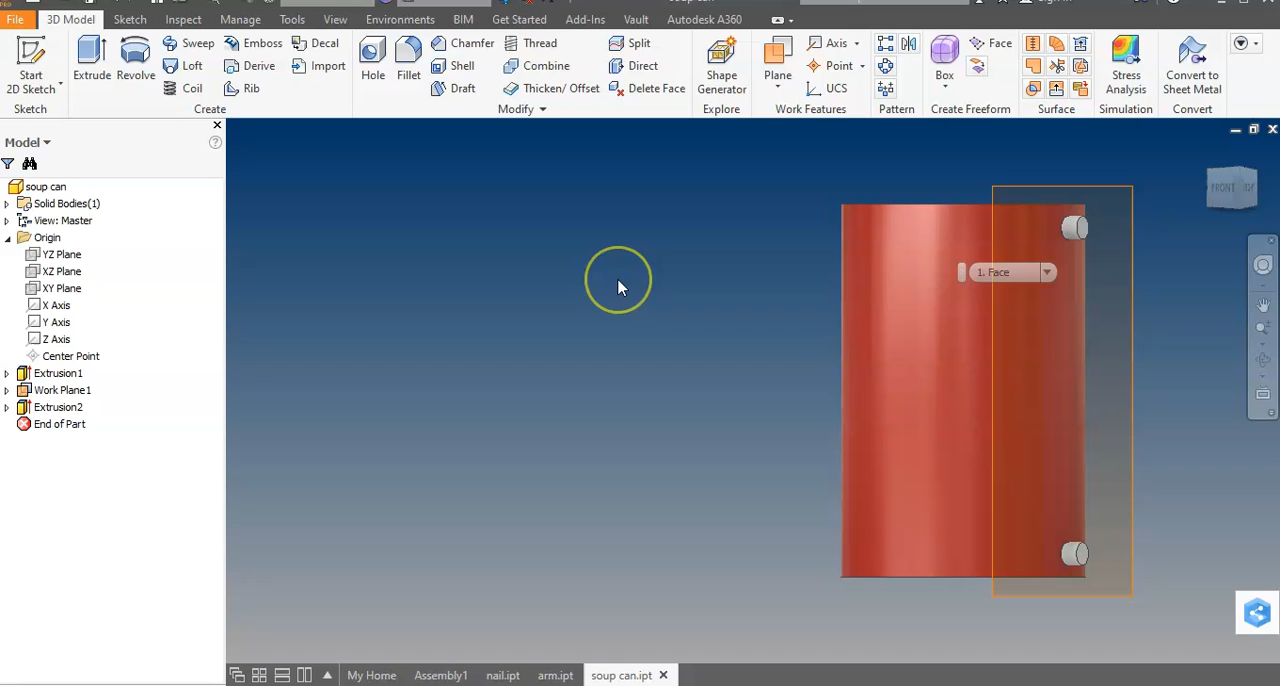 soup can
Sign In
File 3D Model Sketch Inspect Manage Tools View Environments BIM Get Started Add-Ins Vault Autodesk A360
Start
2D Sketch
Sketch
Extrude
Revolve
Sweep
Emboss
Decal
Loft
Derive
Import
Coil
Rib
Create
Hole
Fillet
Chamfer
Thread
Split
Shell
Combine
Direct
Draft
Thicken/ Offset
Delete Face
Modify
Shape
Generator
Explore
Plane
Axis
Point
UCS
Work Features
Pattern
Box
Face
Create Freeform
Surface
Stress
Analysis
Simulation
Convert to
Sheet Metal
Convert
Model
soup can
Solid Bodies(1)
View: Master
Origin
YZ Plane
XZ Plane
XY Plane
X Axis
Y Axis
Z Axis
Center Point
Extrusion1
Work Plane1
Extrusion2
End of Part
1. Face
FRONT
My Home Assembly1 nail.ipt arm.ipt soup can.ipt